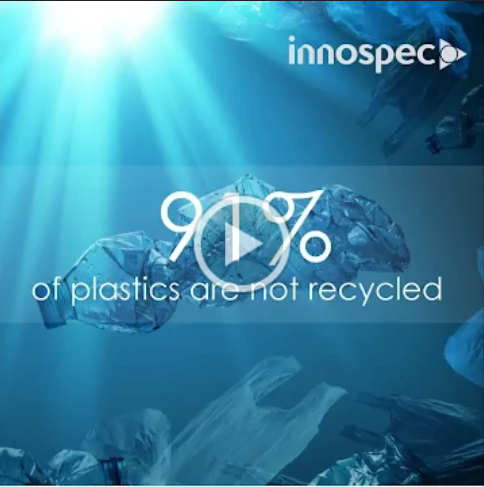 innospec
91%
of plastics are not recycled